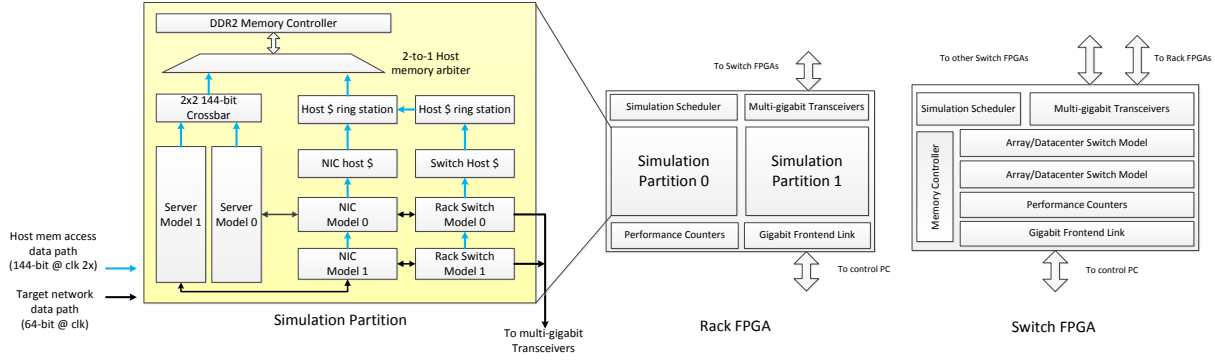 DDR2 Memory Controller
2-to-1 Host
memory arbiter
2x2 144-bit
Crossbar
Host $ ring station
Host $ ring station
NIC host $
Switch Host $
Server
Model 1
Server
Model 0
NIC
Model 0
Rack Switch
Model 0
NIC
Model 1
Rack Switch
Model 1
Host mem access
data path
(144-bit @ clk 2x)
Target network
data path
(64-bit @ clk)
Simulation Partition
To multi-gigabit
Transceivers
To Switch FPGAs
Simulation Scheduler
Multi-gigabit Transceivers
Simulation
Partition 0
Simulation
Partition 1
Performance Counters
Gigabit Frontend Link
To control PC
Rack FPGA
To other Switch FPGAs
To Rack FPGAs
Simulation Scheduler
Multi-gigabit Transceivers
Memory Controller
Array/Datacenter Switch Model
Array/Datacenter Switch Model
Performance Counters
Gigabit Frontend Link
To control PC
Switch FPGA